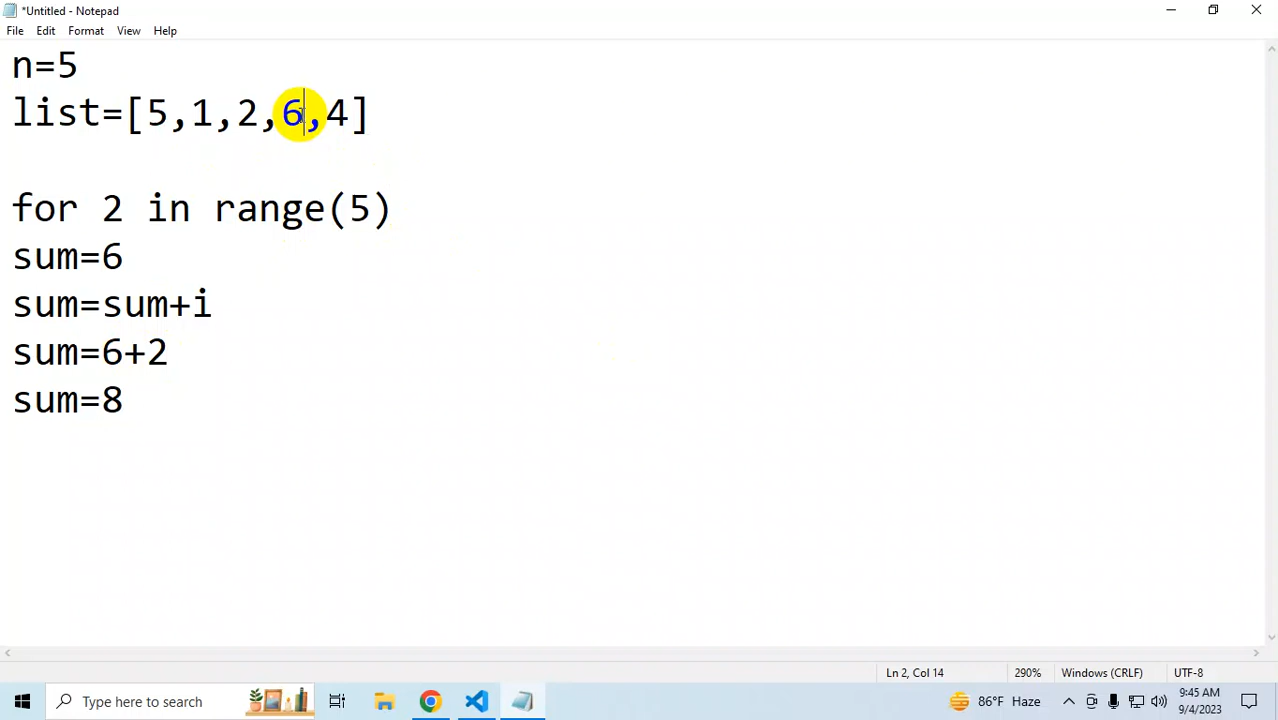 *Untitled - Notepad
File Edit Format View Help
n=5
list=[5,1,2,6,4]
for 2 in range(5)
sum=6
sum=sum+i
sum=6+2
sum=8
Ln 2, Col 14 290% Windows (CRLF) UTF-8
Type here to search 86°F Haze 9:45 AM
9/4/2023